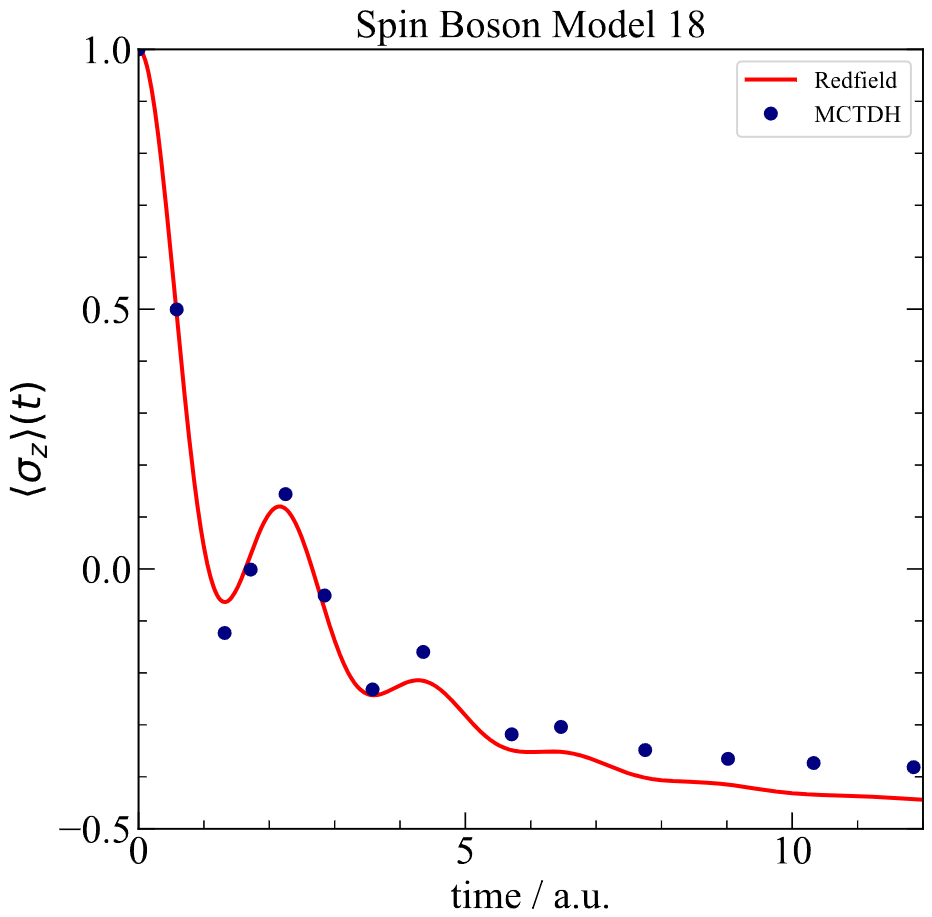 Spin Boson Model 18
Redfield
MCTDH
1.0
0.5
0.0
−0.5
⟨σz⟩(t)
0
5
10
time / a.u.